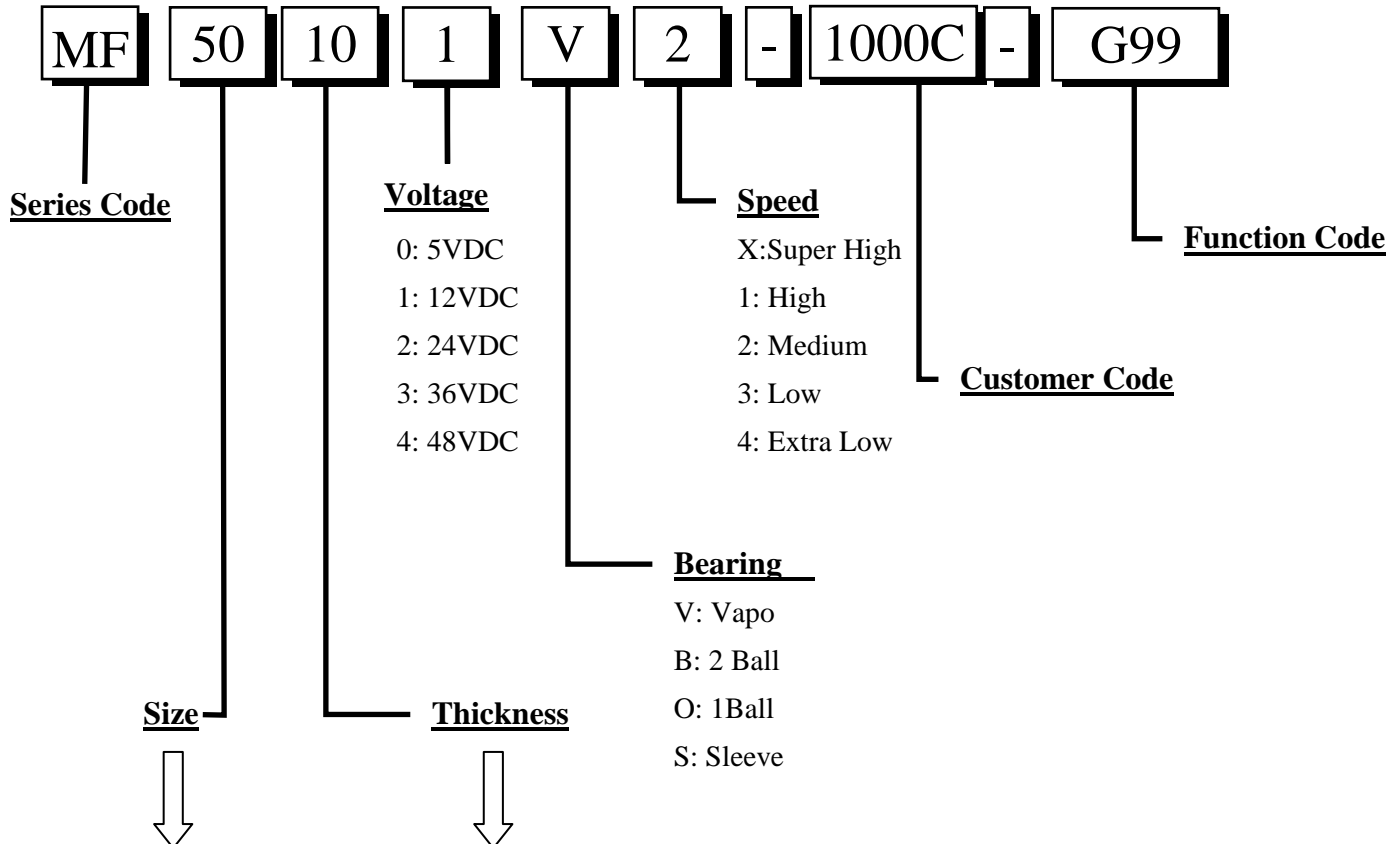 MF 50 10 1 V 2 - 1000C - G99
Series Code
Voltage
0: 5VDC
1: 12VDC
2: 24VDC
3: 36VDC
4: 48VDC
Speed
X:Super High
1: High
2: Medium
3: Low
4: Extra Low
Function Code
Customer Code
Bearing
V: Vapo
B: 2 Ball
O: 1Ball
S: Sleeve
Size
Thickness